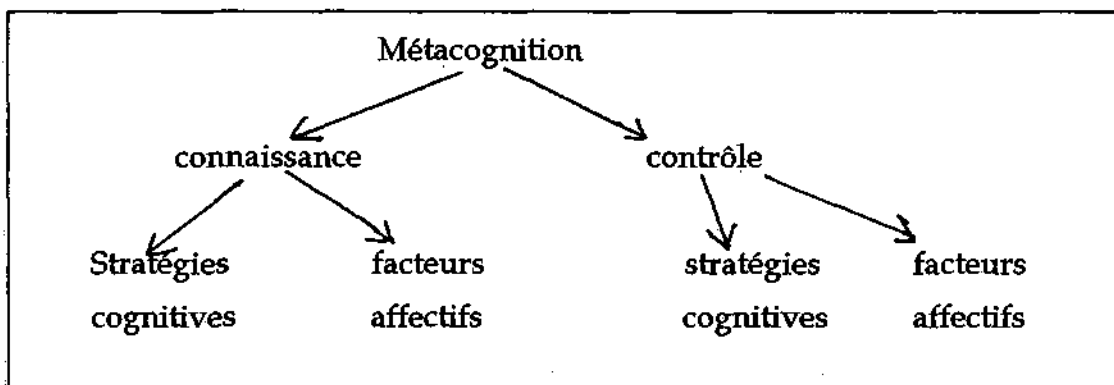 Métacognition
connaissance contrôle
Stratégies facteurs stratégies facteurs
cognitives affectifs cognitives affectifs